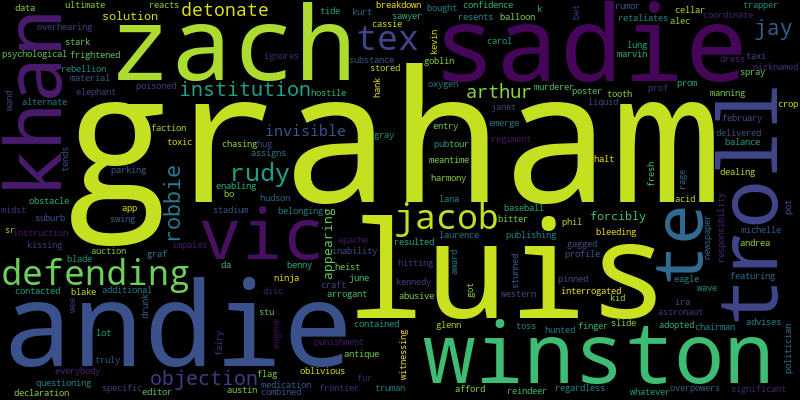 data ultimate reacts detonate tide kurt breakdown bought confidence k bet rumor cellar trapper
overhearing solution cassie sawyer resents balloon retaliates alec coordinate
zach sadie tex jay
stark psychological frightened rebellion material ignores substance kevin carol goblin lung marvin dress taxi nicknamed
khan elephant poisoned stored hank oxygen murderer poster tooth prof prom manning spray
institution hostile arthur janet liquid february crop
wand alternate graham troll
faction toxic invisible chasing hug assigns gray entry emerge pubtour regiment halt delivered balance
tends parking rudy meantime harmony fresh rage dealing
midst obstacle robbie enabling bo hudson lana acid
suburb app swing stadium belonging appearing jacob baseball bitter phil forcibly newspaper responsibility michelle pot
sr instruction kissing vic luis te
auction graf apache inability laurence publishing bleeding andrea
defending blade impales da resulted heist hitting award stunned gagged profile eagle featuring
contacted blake additional wee benny ninja june craft kennedy abusive got western pinned interrogated wave ira
andie disc arrogant kid astronaut
drunk fairy stu eugene contained glenn toss hunted finger slide adopted chairman advises politician
winston
lot truly everybody punishment antique witnessing
questioning objection flag medication oblivious fur
declaration specific editor austin combined frontier truman afford reindeer regardless whatever overpowers significant